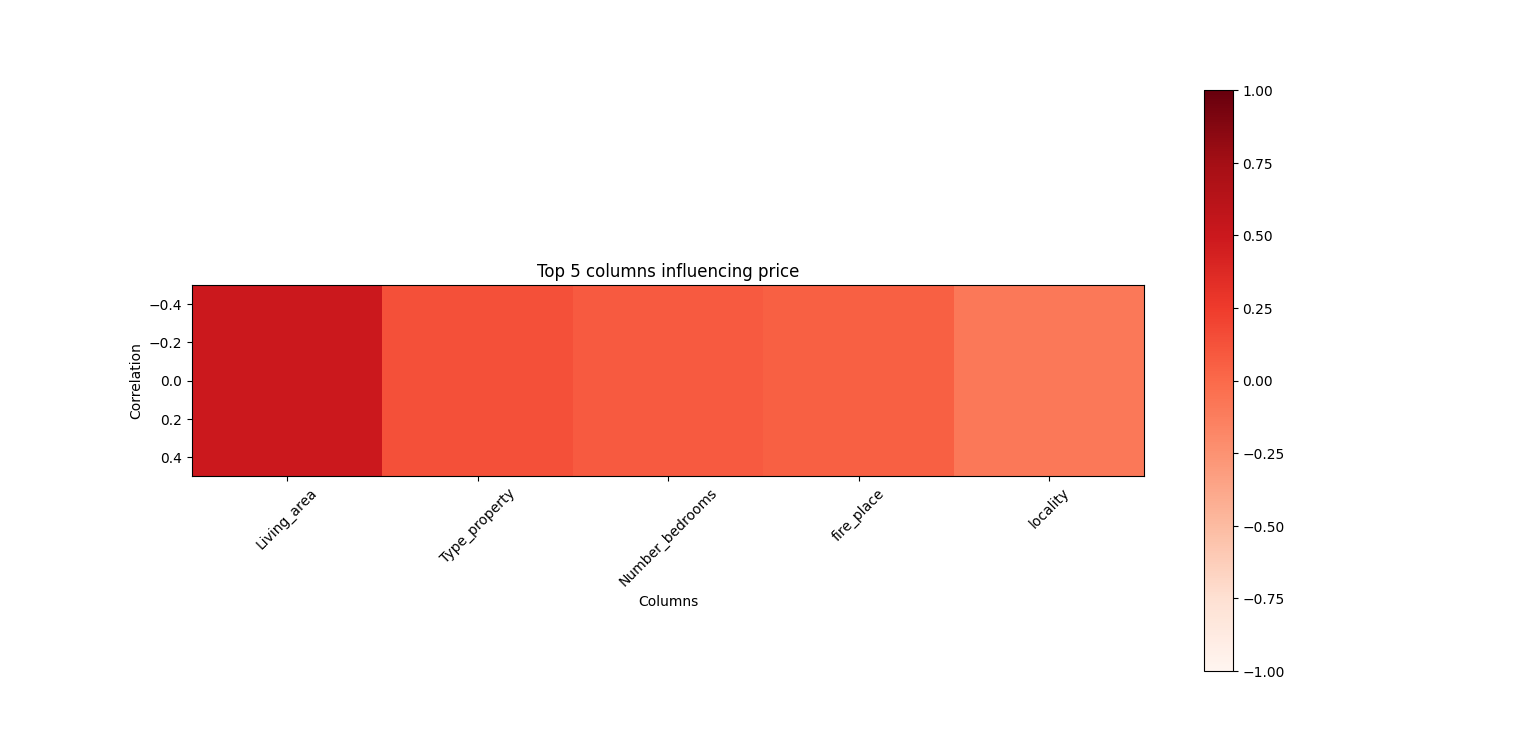 Top 5 columns influencing price
Correlation
−0.4
−0.2
0.0
0.2
0.4
Living_area
Type_property
Number_bedrooms
fire_place
locality
Columns
1.00
0.75
0.50
0.25
0.00
−0.25
−0.50
−0.75
−1.00